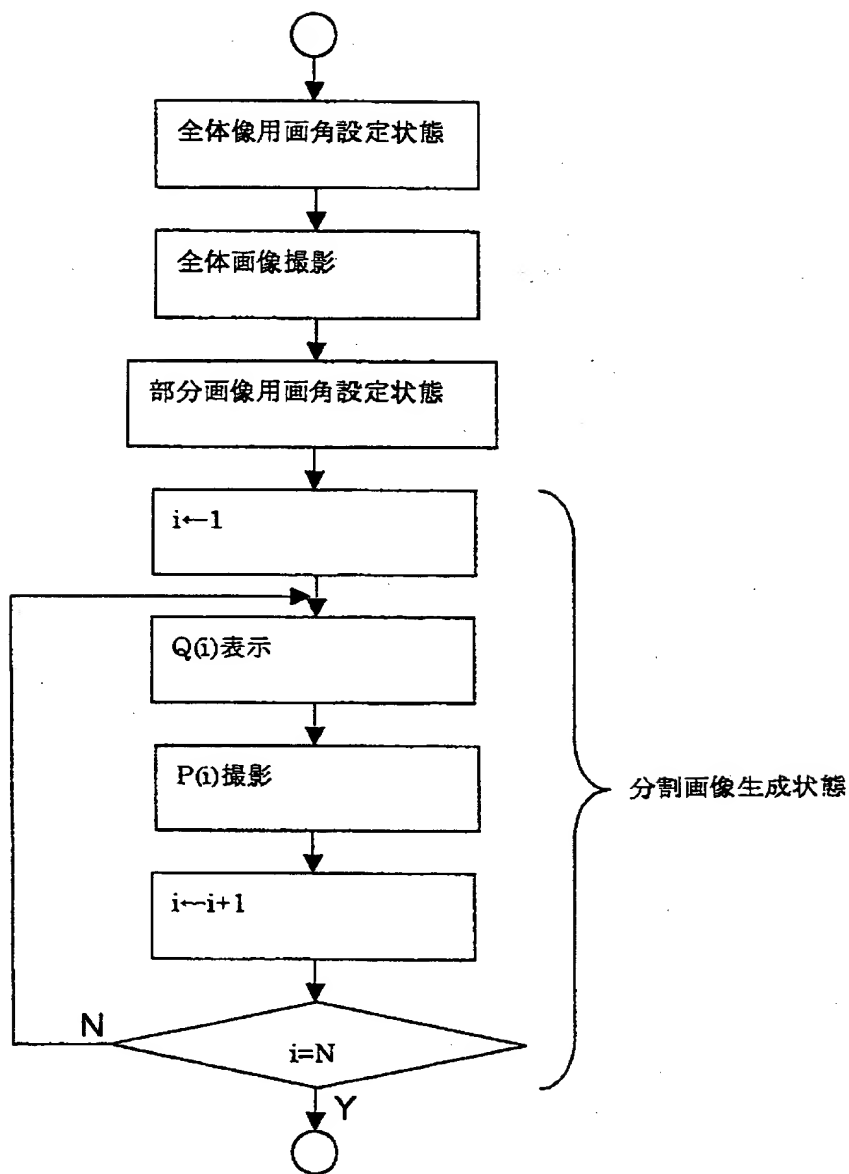 全体像用画角設定状態
全体画像撮影
部分画像用画角設定状態
i←1
Q(i)表示
P(i)撮影
分割画像生成状態
i←i+1
N
i=N
Y